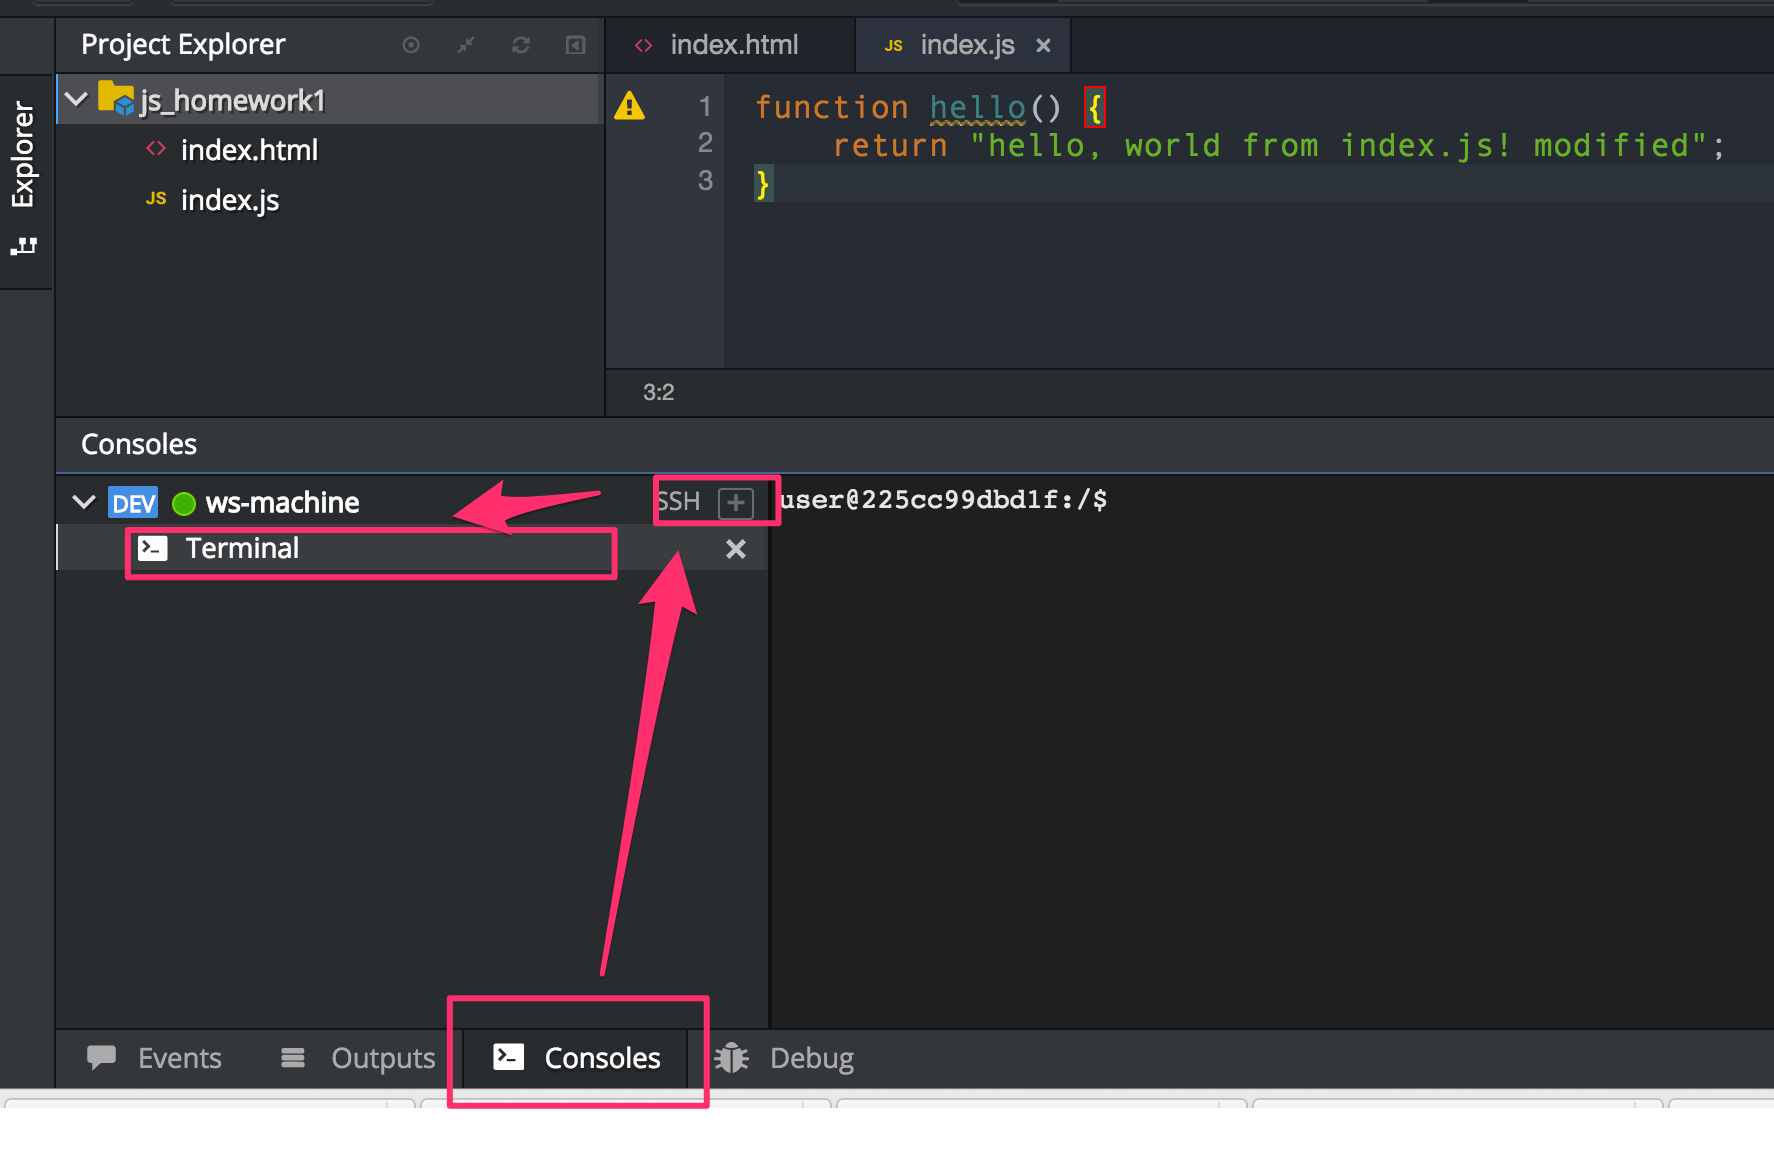 Project Explorer
index.html
JS index.js
Explorer
js_homework1
index.html
JS index.js
1 function hello() {
2 return "hello, world from index.js! modified";
3 }
3:2
Consoles
DEV ws-machine SSH +
user@225cc99dbd1f:/$
Terminal
Events Outputs Consoles Debug